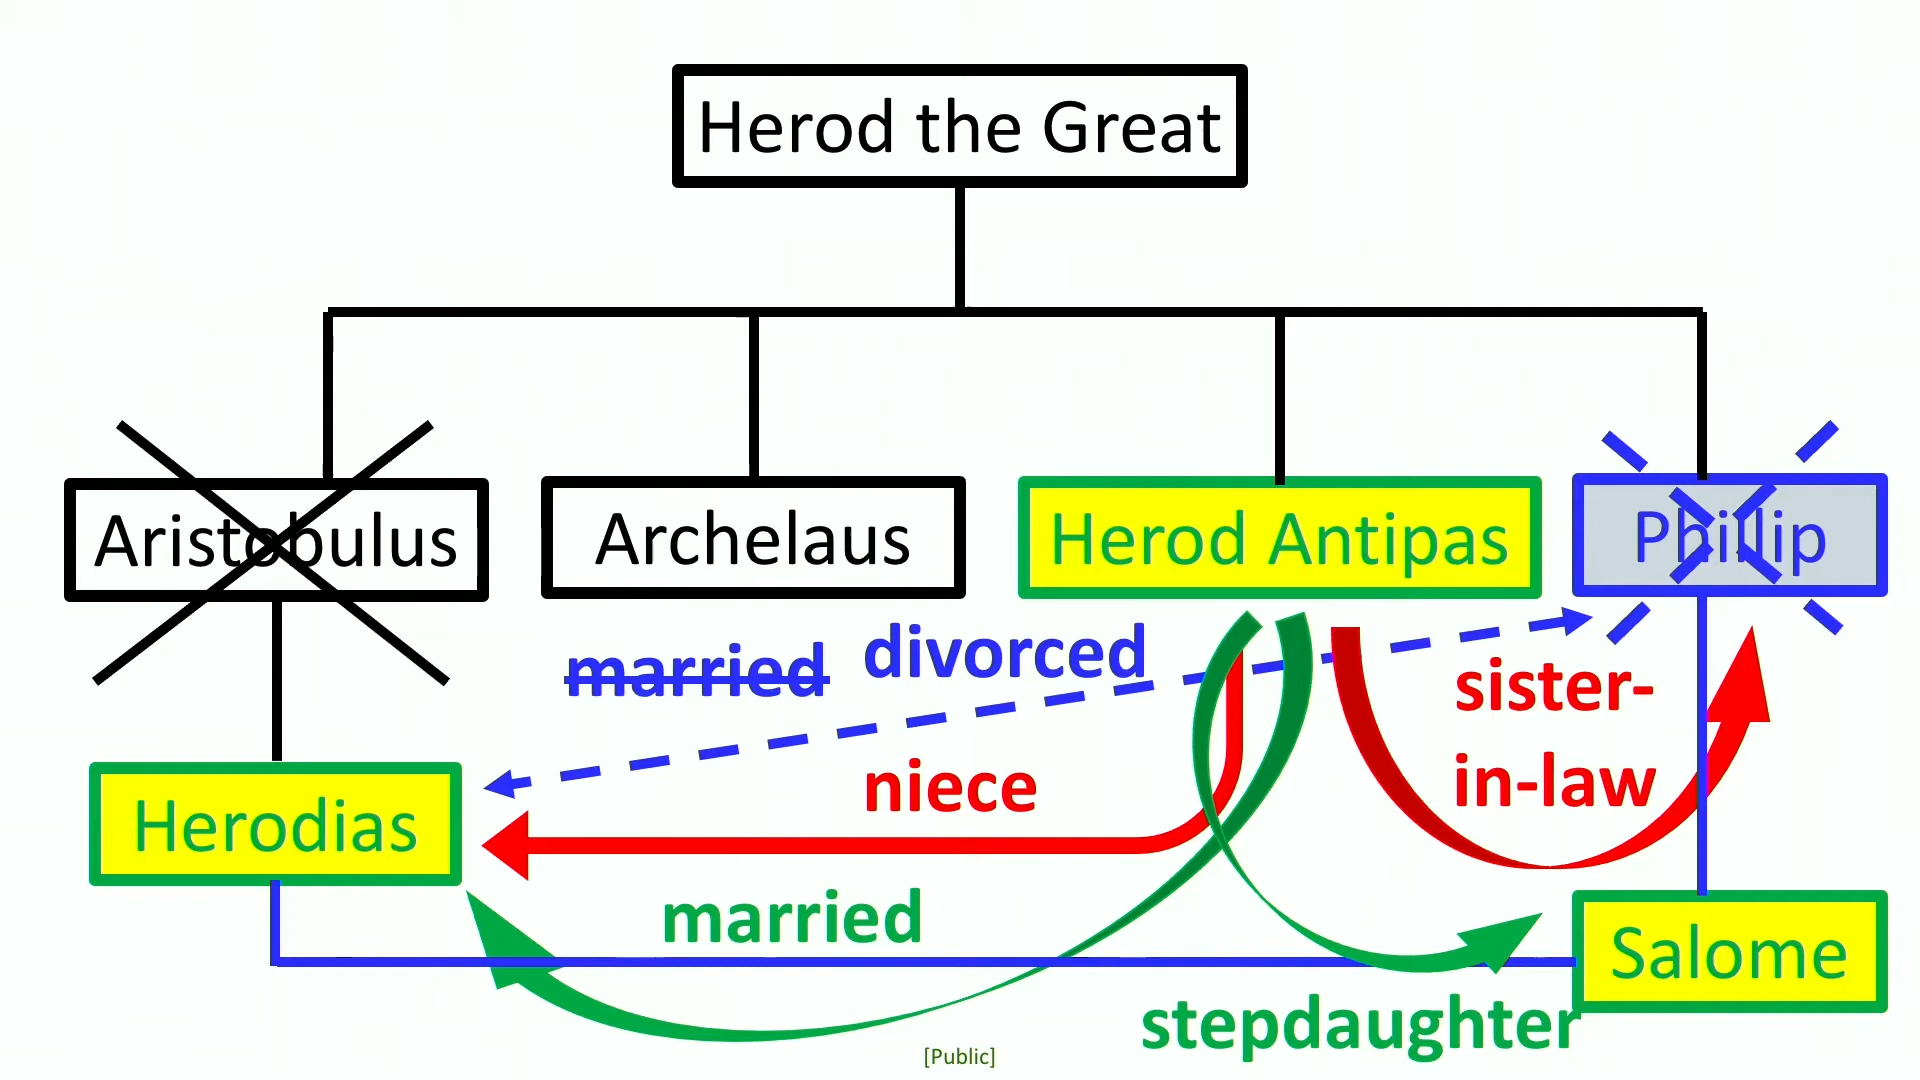 Herod the Great
Aristobulus
Archelaus
Herod Antipas
Phillip
married
divorced
sister-
in-law
niece
Herodias
married
Salome
stepdaughter
[Public]